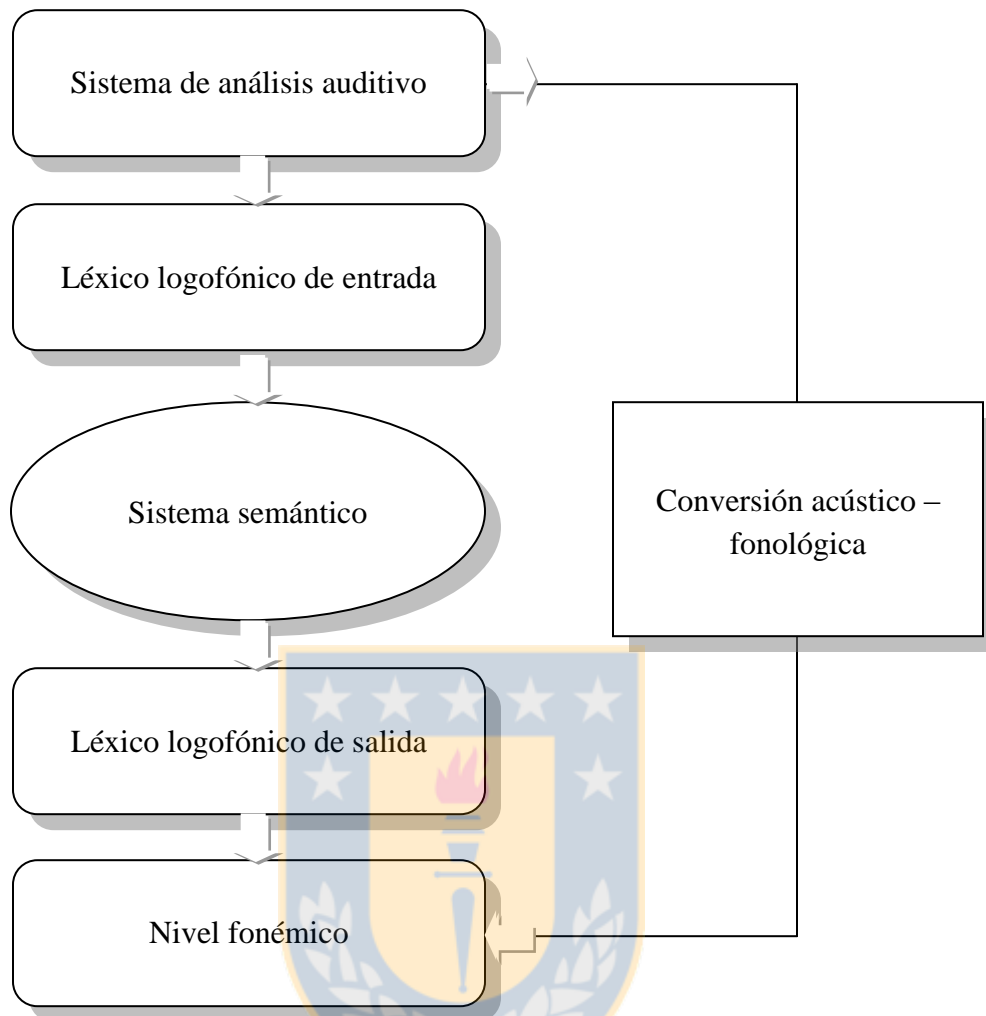 Sistema de análisis auditivo
Léxico logofónico de entrada
Sistema semántico
Conversión acústico –
fonológica
Léxico logofónico de salida
Nivel fonémico